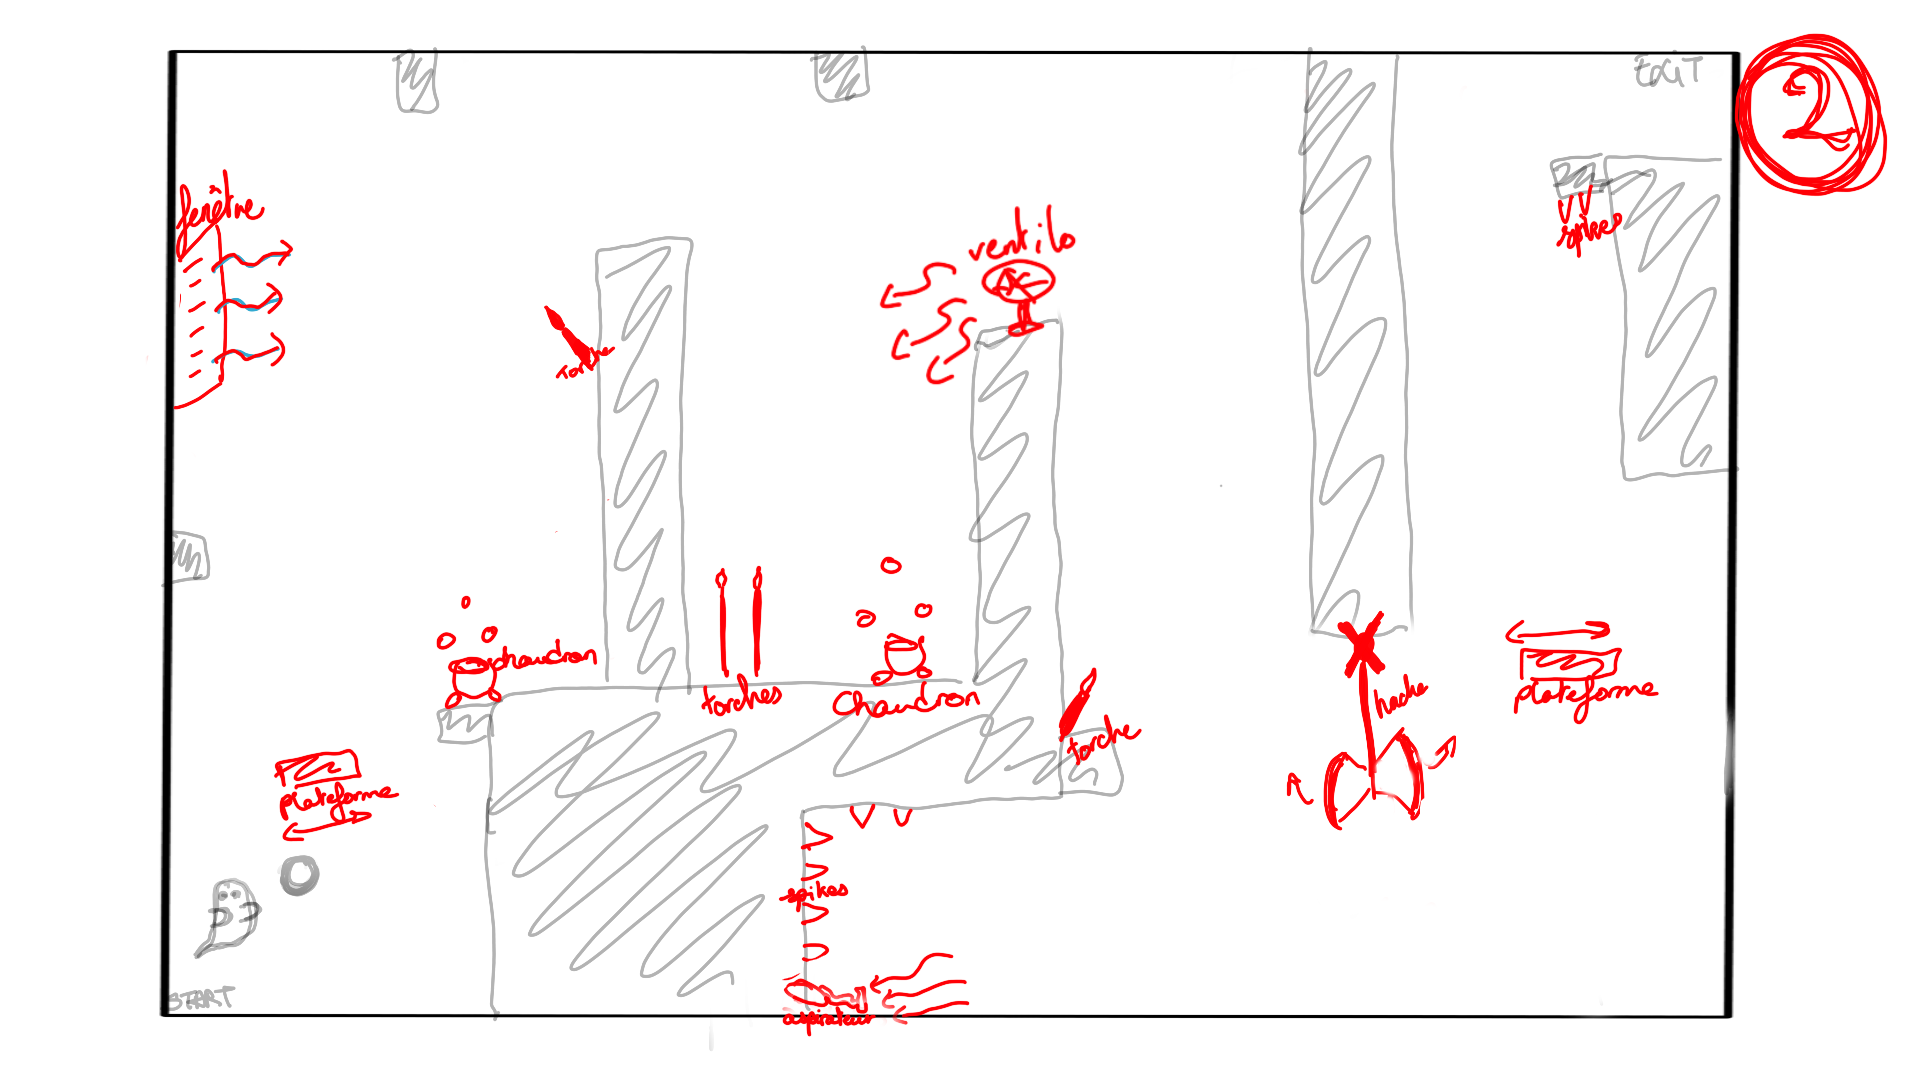 EXIT
2
fenêtre
ventilo
spikes
Torche
chaudron
torches
Chaudron
torche
hache
plateforme
plateforme
spikes
START
aspirateur